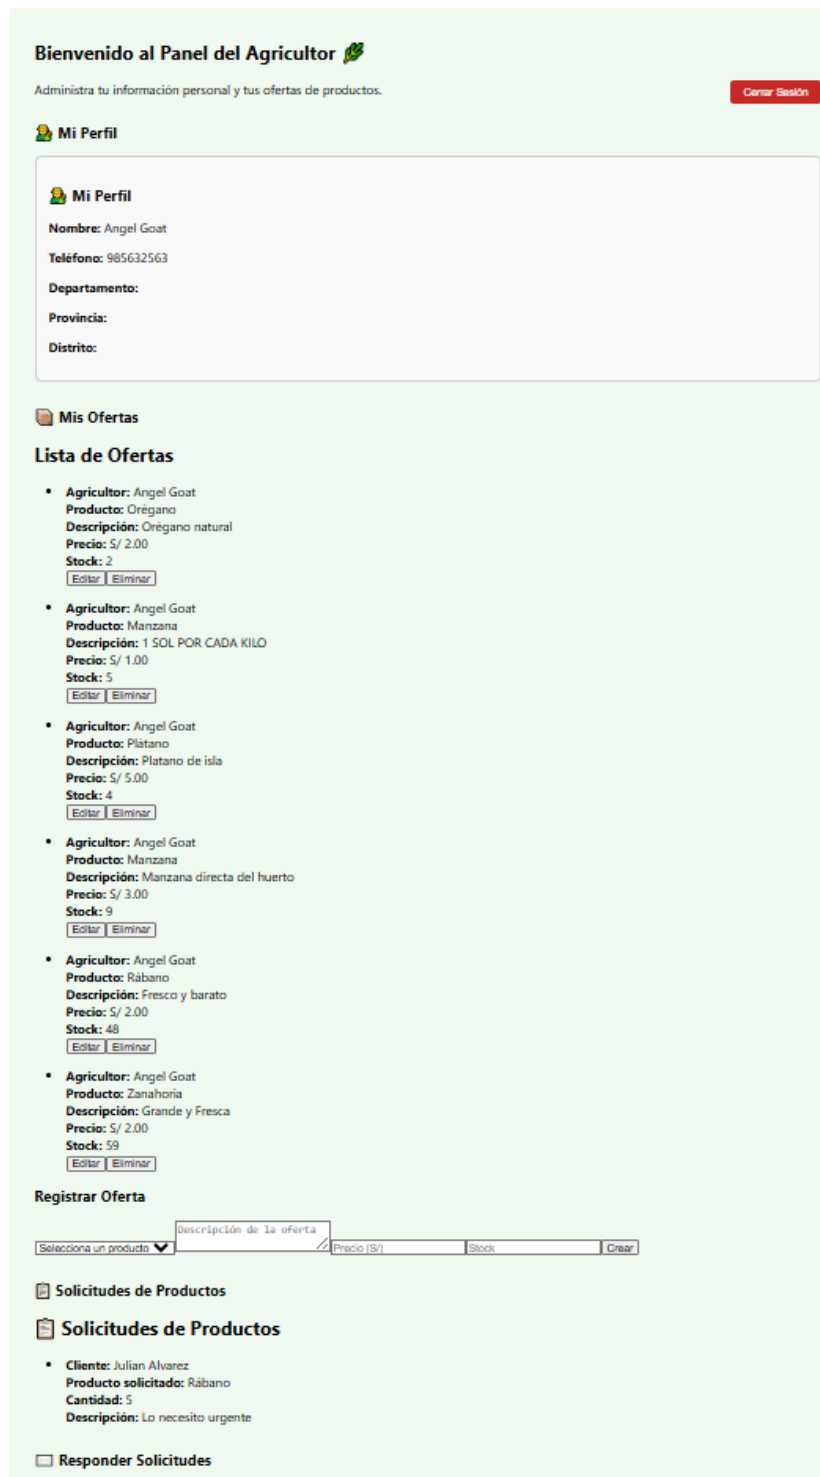 Bienvenido al Panel del Agricultor
Administra tu información personal y tus ofertas de productos.
Cerrar Sesión
Mi Perfil
Mi Perfil
Nombre: Angel Goat
Teléfono: 985632563
Departamento:
Provincia:
Distrito:
Mis Ofertas
Lista de Ofertas
Agricultor: Angel Goat
Producto: Orégano
Descripción: Orégano natural
Precio: S/ 2.00
Stock: 2
Editar Eliminar
Agricultor: Angel Goat
Producto: Manzana
Descripción: 1 SOL POR CADA KILO
Precio: S/ 1.00
Stock: 5
Editar Eliminar
Agricultor: Angel Goat
Producto: Plátano
Descripción: Platano de isla
Precio: S/ 5.00
Stock: 4
Editar Eliminar
Agricultor: Angel Goat
Producto: Manzana
Descripción: Manzana directa del huerto
Precio: S/ 3.00
Stock: 9
Editar Eliminar
Agricultor: Angel Goat
Producto: Rábano
Descripción: Fresco y barato
Precio: S/ 2.00
Stock: 48
Editar Eliminar
Agricultor: Angel Goat
Producto: Zanahoria
Descripción: Grande y Fresca
Precio: S/ 2.00
Stock: 59
Editar Eliminar
Registrar Oferta
Selecciona un producto Descripción de la oferta Precio (S/) Stock Crear
Solicitudes de Productos
Solicitudes de Productos
Cliente: Julian Alvarez
Producto solicitado: Rábano
Cantidad: 5
Descripción: Lo necesito urgente
Responder Solicitudes